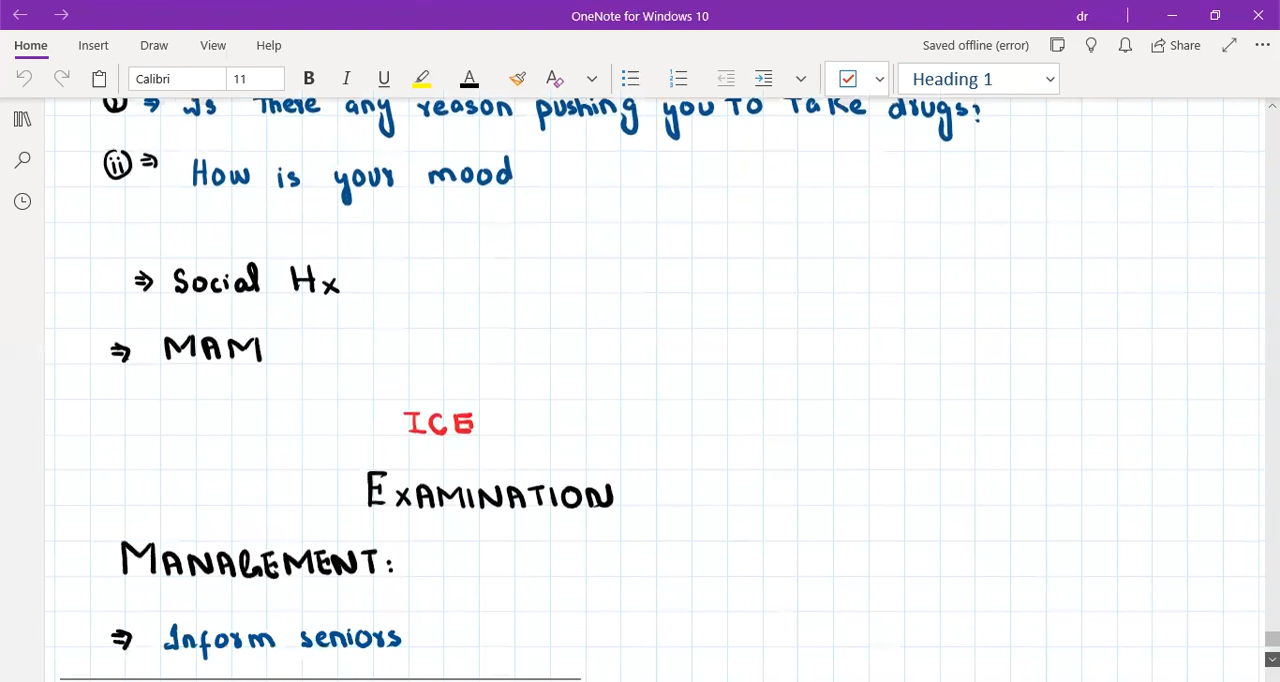 OneNote for Windows 10
dr
Home Insert Draw View Help
Saved offline (error) Share
Calibri 11 B I U A A Heading 1
i ⇒ Is There any reason pushing you To Take drugs?
ii ⇒ How is your mood
⇒ Social Hx
⇒ MAM
ICE
EXAMINATION
MANAGEMENT:
⇒ Inform seniors